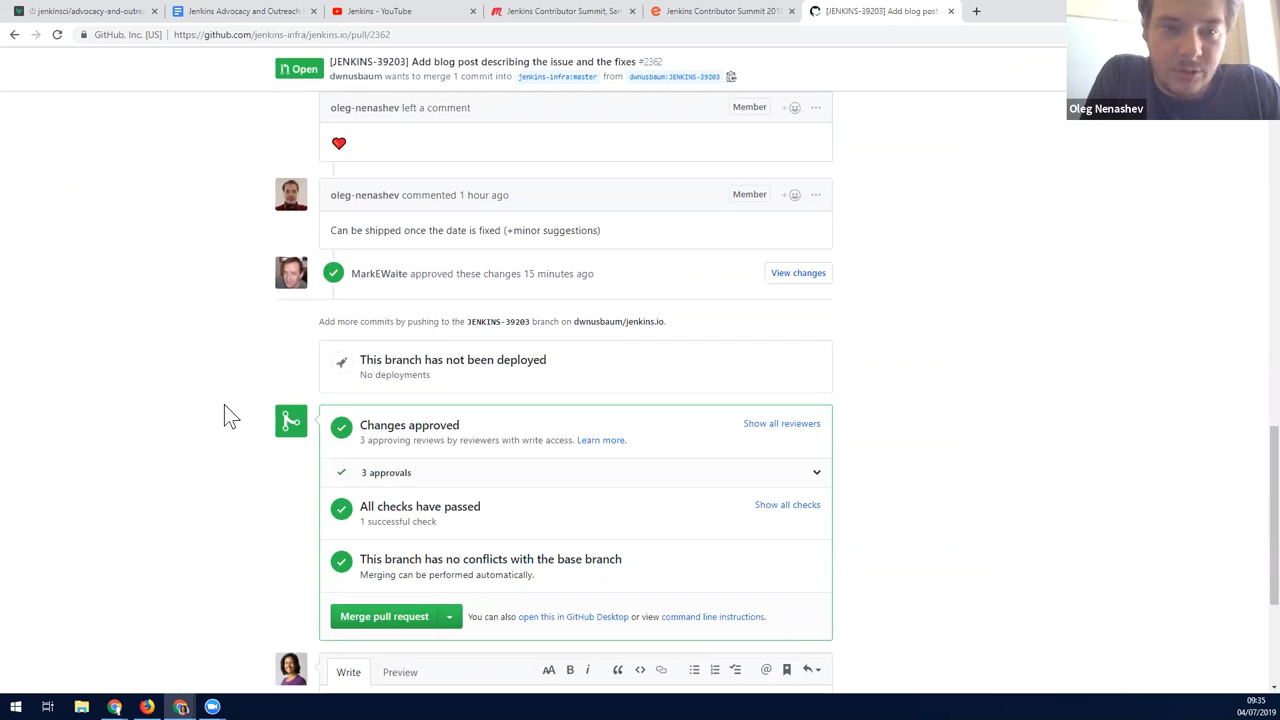 jenkinsci/advocacy-and-outrea
Jenkins Advocacy and Outreach S
Jenkins - YouTube
Jenkins Contributor Summit, San
Jenkins Contributor Summit 2019
[JENKINS-39203] Add blog post
GitHub, Inc. [US]
https://github.com/jenkins-infra/jenkins.io/pull/2362
Open
[JENKINS-39203] Add blog post describing the issue and the fixes #2362
dwnusbaum wants to merge 1 commit into jenkins-infra:master from dwnusbaum:JENKINS-39203
Oleg Nenashev
oleg-nenashev left a comment
Member
oleg-nenashev commented 1 hour ago
Member
Can be shipped once the date is fixed (+minor suggestions)
MarkEWaite approved these changes 15 minutes ago
View changes
Add more commits by pushing to the JENKINS-39203 branch on dwnusbaum/jenkins.io.
This branch has not been deployed
No deployments
Changes approved
Show all reviewers
3 approving reviews by reviewers with write access. Learn more.
3 approvals
All checks have passed
Show all checks
1 successful check
This branch has no conflicts with the base branch
Merging can be performed automatically.
Merge pull request
You can also open this in GitHub Desktop or view command line instructions.
Write
Preview
AA B i
09:35
04/07/2019